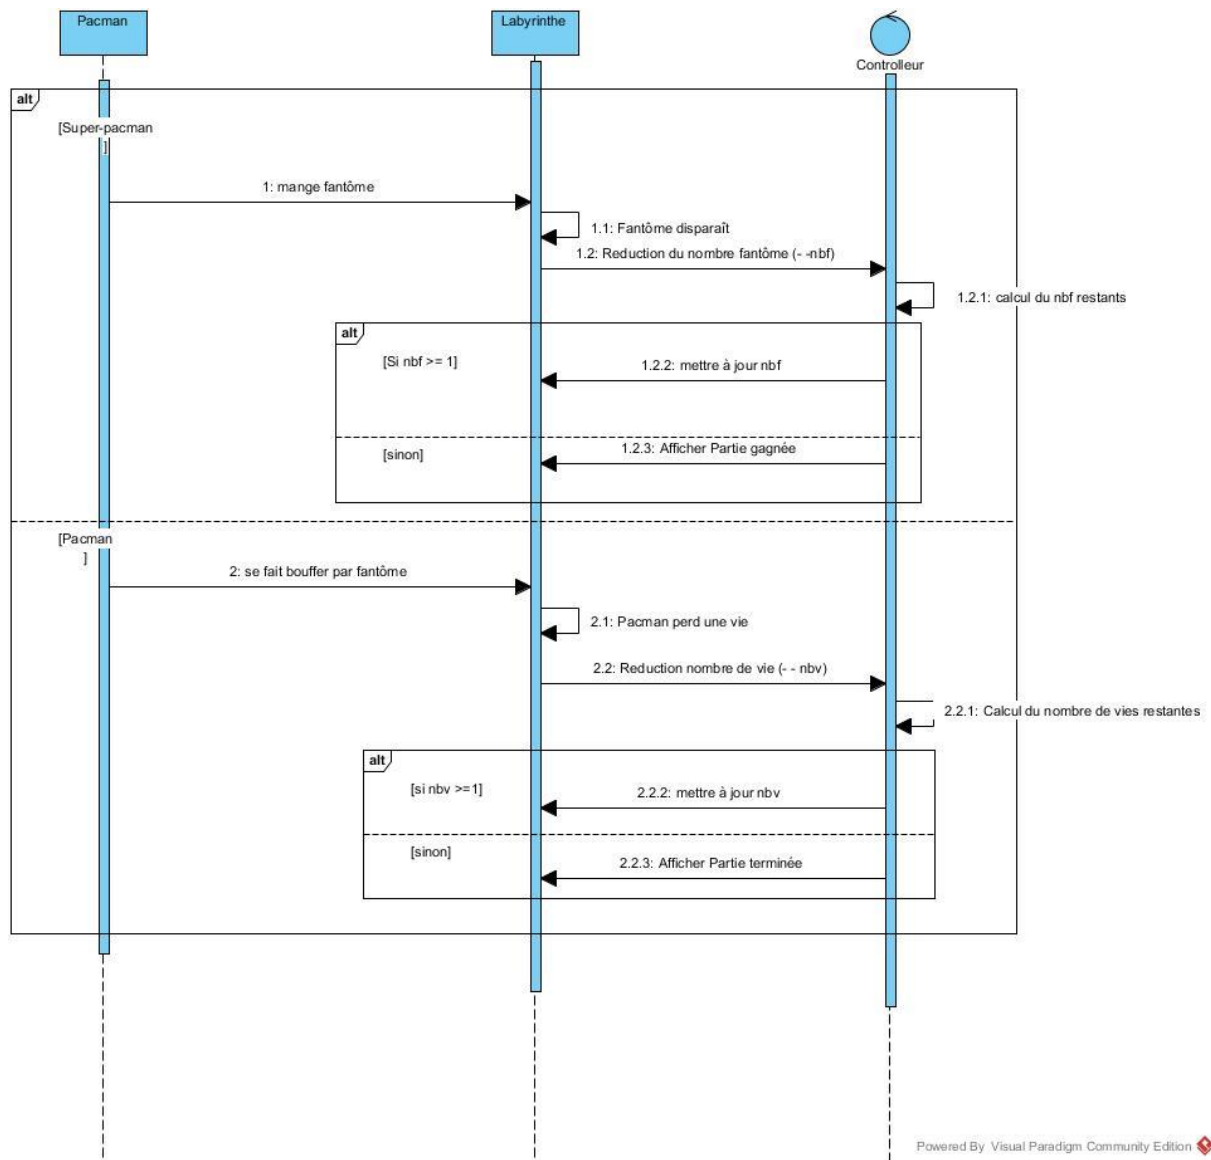 Pacman
Labyrinthe
Controlleur
alt
[Super-pacman
]
1: mange fantôme
1.1: Fantôme disparaît
1.2: Reduction du nombre fantôme (- -nbf)
1.2.1: calcul du nbf restants
alt
[Si nbf >= 1]
1.2.2: mettre à jour nbf
1.2.3: Afficher Partie gagnée
[sinon]
[Pacman
]
2: se fait bouffer par fantôme
2.1: Pacman perd une vie
2.2: Reduction nombre de vie (- - nbv)
2.2.1: Calcul du nombre de vies restantes
alt
[si nbv >=1]
2.2.2: mettre à jour nbv
[sinon]
2.2.3: Afficher Partie terminée
Powered By Visual Paradigm Community Edition